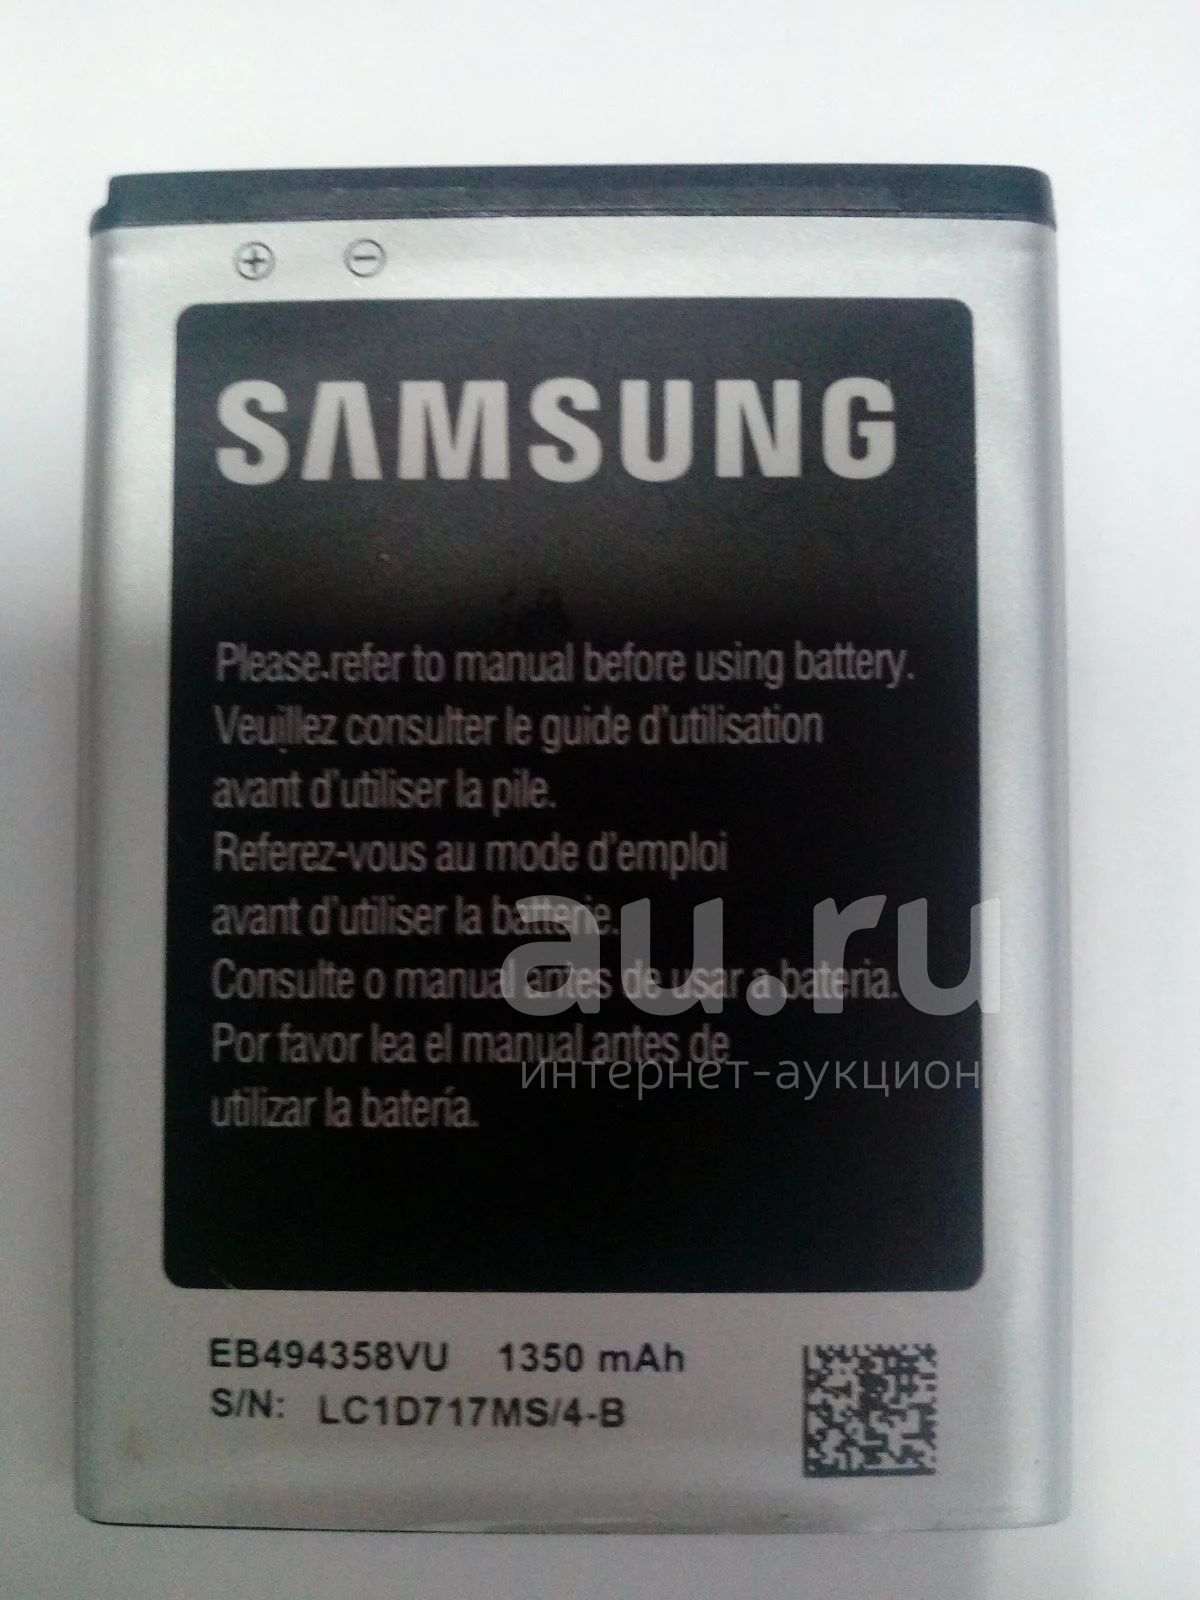 + −
SAMSUNG
Please refer to manual before using battery.
Veuillez consulter le guide d'utilisation
avant d'utiliser la pile.
Referez-vous au mode d'emploi
avant d'utiliser la batterie.
Consulte o manual antes de usar a bateria.
Por favor lea el manual antes de
utilizar la batería.
au.ru
интернет-аукцион
EB494358VU 1350 mAh
S/N: LC1D717MS/4-B